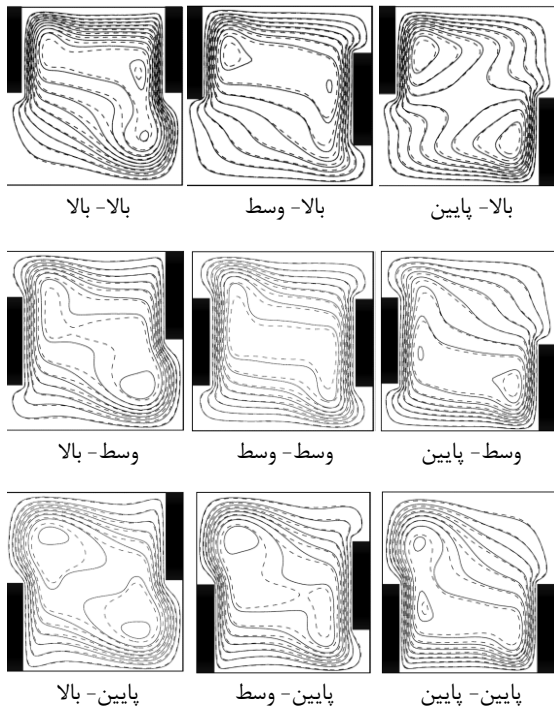 بالا- بالا
بالا- وسط
بالا- پایین
وسط- بالا
وسط- وسط
وسط- پایین
پایین- بالا
پایین- وسط
پایین- پایین